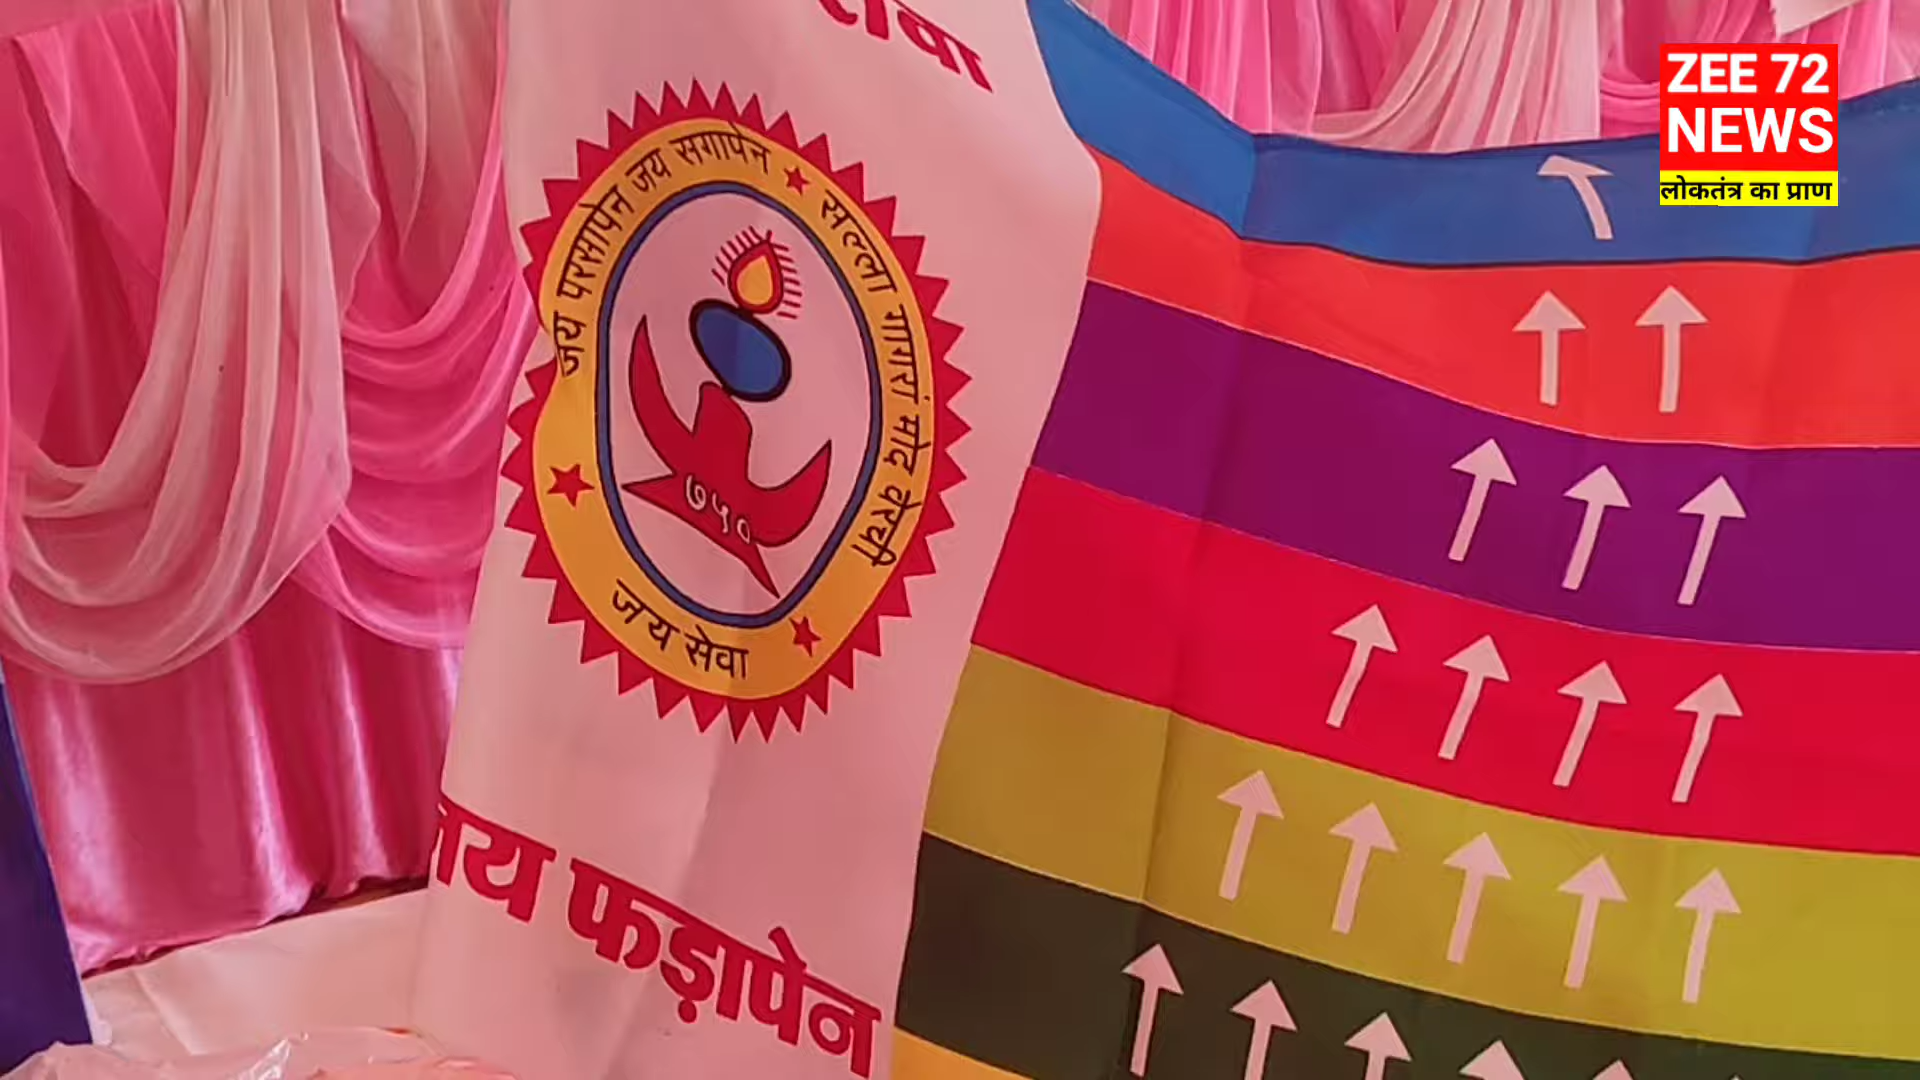 सेवा
जय परसापेन जय सगापेन
सल्ला गागरां मोद वेरची
७५०
जय सेवा
जय फड़ापेन
ZEE 72
NEWS
लोकतंत्र का प्राण